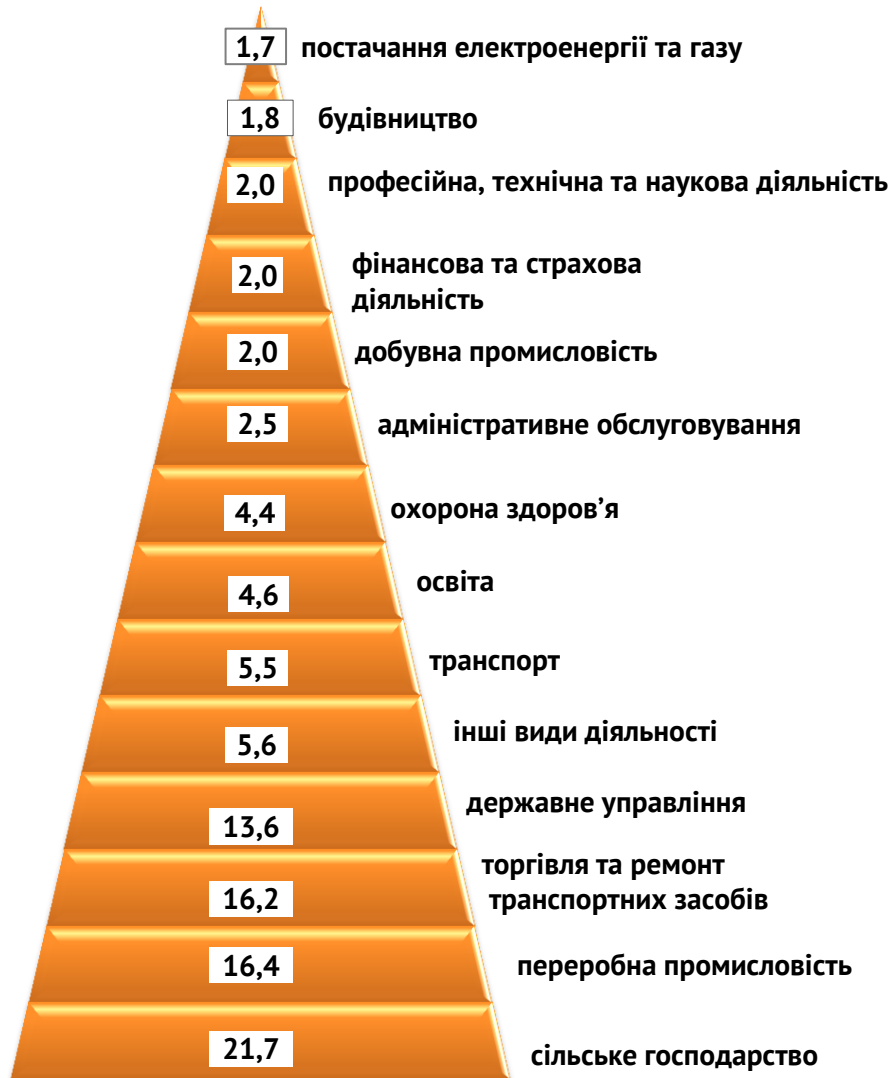 1,7 постачання електроенергії та газу
1,8 будівництво
2,0 професійна, технічна та наукова діяльність
2,0 фінансова та страхова
діяльність
2,0 добувна промисловість
2,5 адміністративне обслуговування
4,4 охорона здоров’я
4,6 освіта
5,5 транспорт
5,6 інші види діяльності
13,6 державне управління
16,2 торгівля та ремонт
транспортних засобів
16,4 переробна промисловість
21,7 сільське господарство